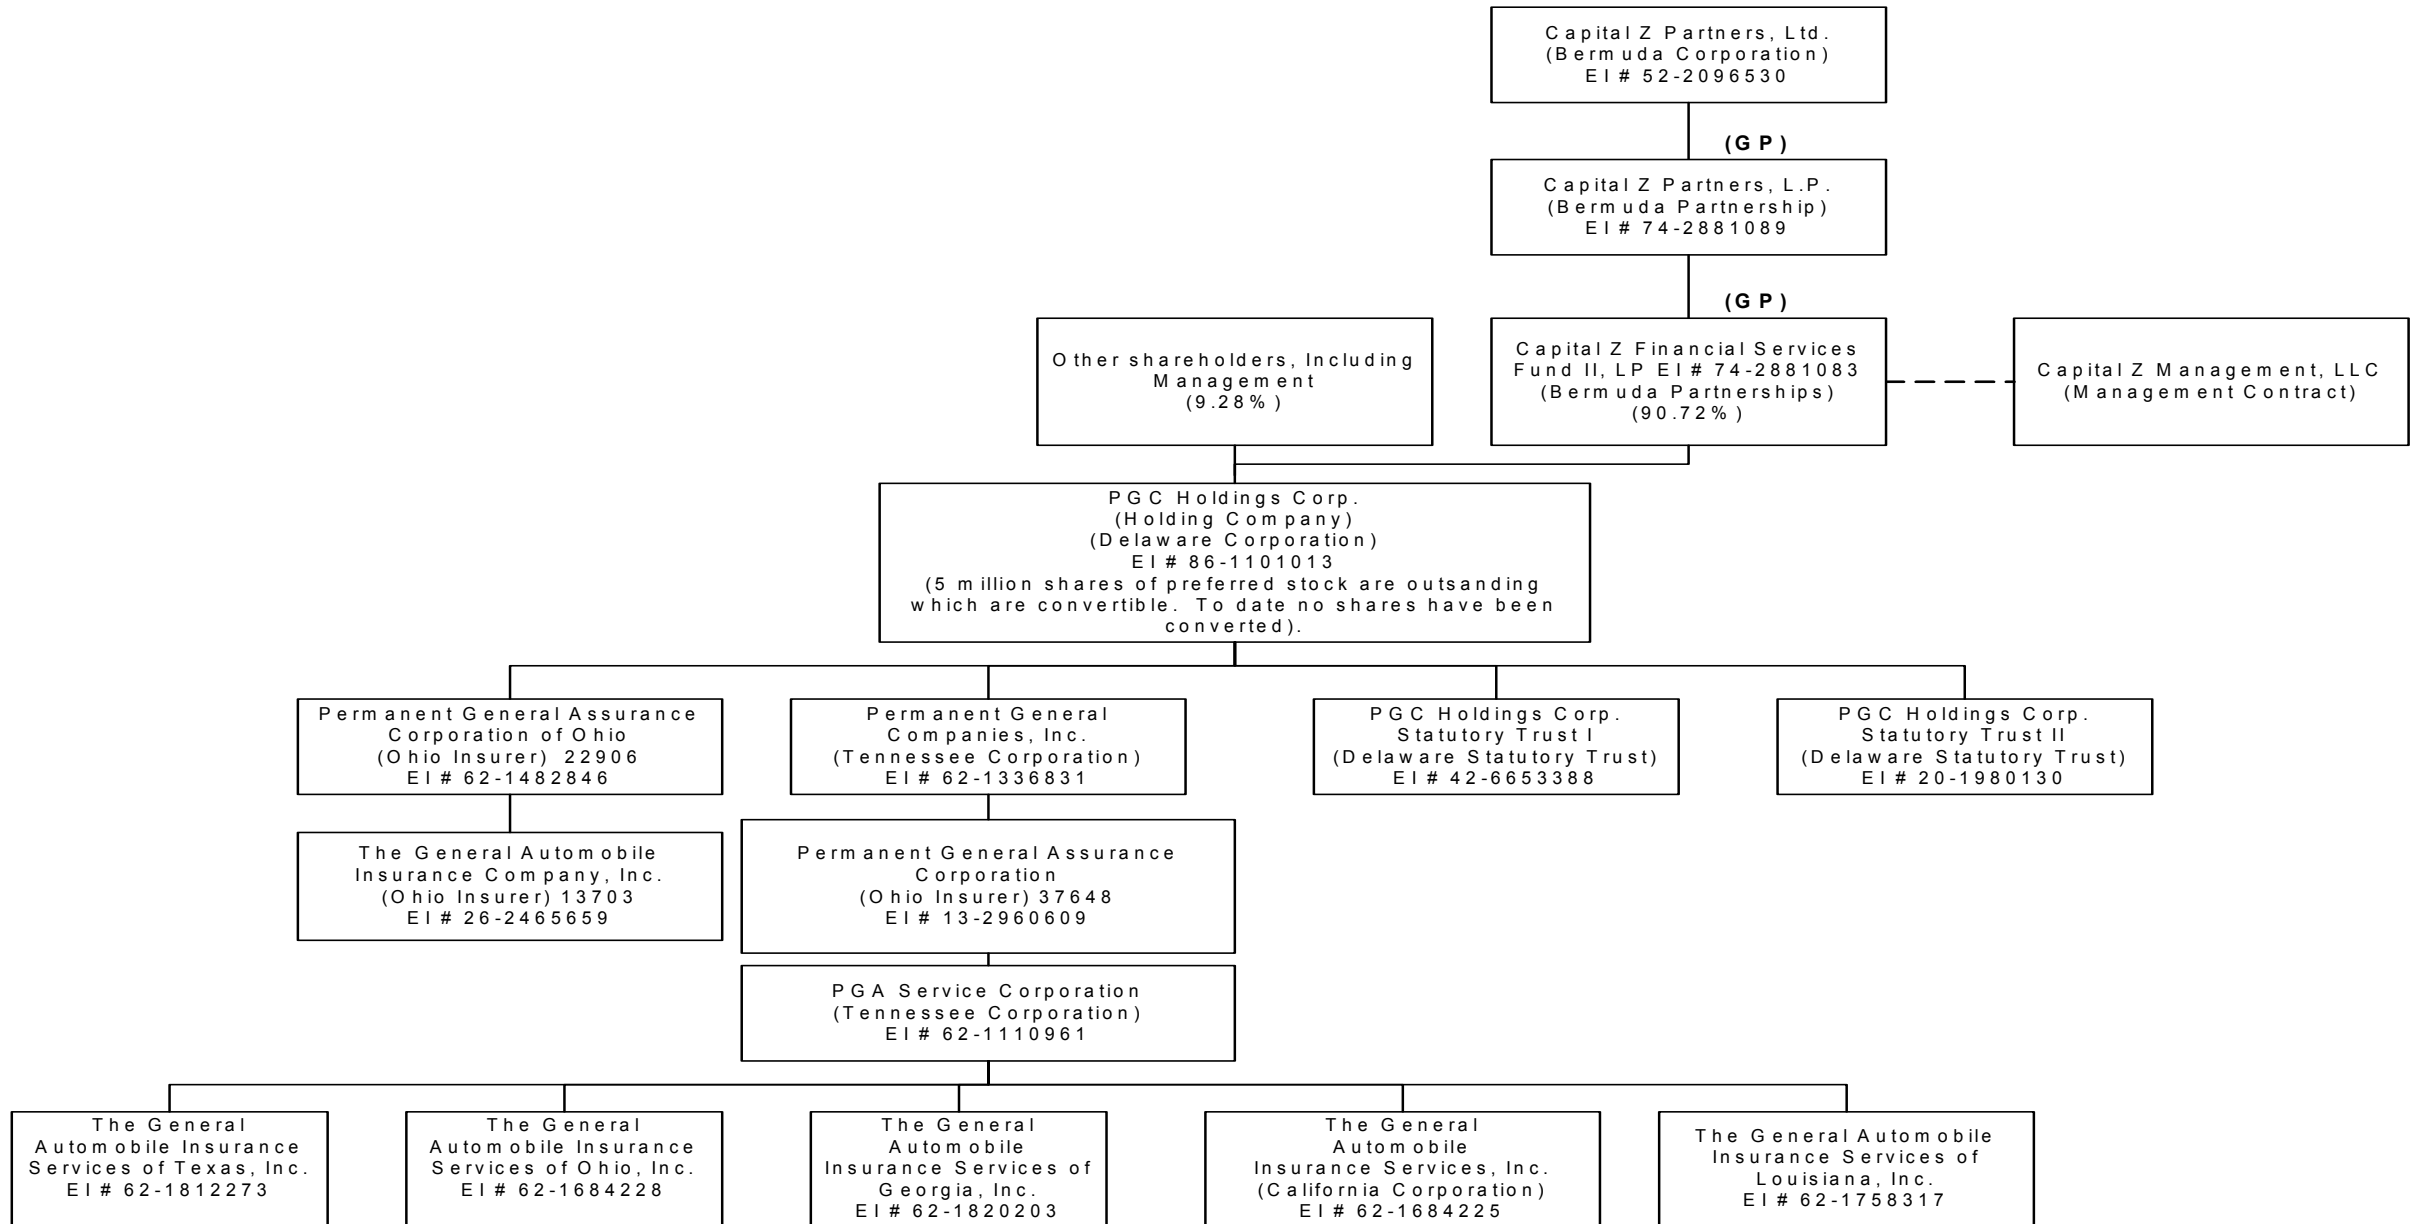 Capital Z Partners, Ltd.
(Bermuda Corporation)
EI# 52-2096530
(GP)
Capital Z Partners, L.P.
(Bermuda Partnership)
EI# 74-2881089
(GP)
Other shareholders, Including
Management
(9.28%)
Capital Z Financial Services
Fund II, LP EI# 74-2881083
(Bermuda Partnerships)
(90.72%)
Capital Z Management, LLC
(Management Contract)
PGC Holdings Corp.
(Holding Company)
(Delaware Corporation)
EI# 86-1101013
(5 million shares of preferred stock are outsanding
which are convertible. To date no shares have been
converted).
Permanent General Assurance
Corporation of Ohio
(Ohio Insurer) 22906
EI# 62-1482846
Permanent General
Companies, Inc.
(Tennessee Corporation)
EI# 62-1336831
PGC Holdings Corp.
Statutory Trust I
(Delaware Statutory Trust)
EI# 42-6653388
PGC Holdings Corp.
Statutory Trust II
(Delaware Statutory Trust)
EI# 20-1980130
The General Automobile
Insurance Company, Inc.
(Ohio Insurer) 13703
EI# 26-2465659
Permanent General Assurance
Corporation
(Ohio Insurer) 37648
EI# 13-2960609
PGA Service Corporation
(Tennessee Corporation)
EI# 62-1110961
The General
Automobile Insurance
Services of Texas, Inc.
EI# 62-1812273
The General
Automobile Insurance
Services of Ohio, Inc.
EI# 62-1684228
The General
Automobile
Insurance Services of
Georgia, Inc.
EI# 62-1820203
The General
Automobile
Insurance Services, Inc.
(California Corporation)
EI# 62-1684225
The General Automobile
Insurance Services of
Louisiana, Inc.
EI# 62-1758317